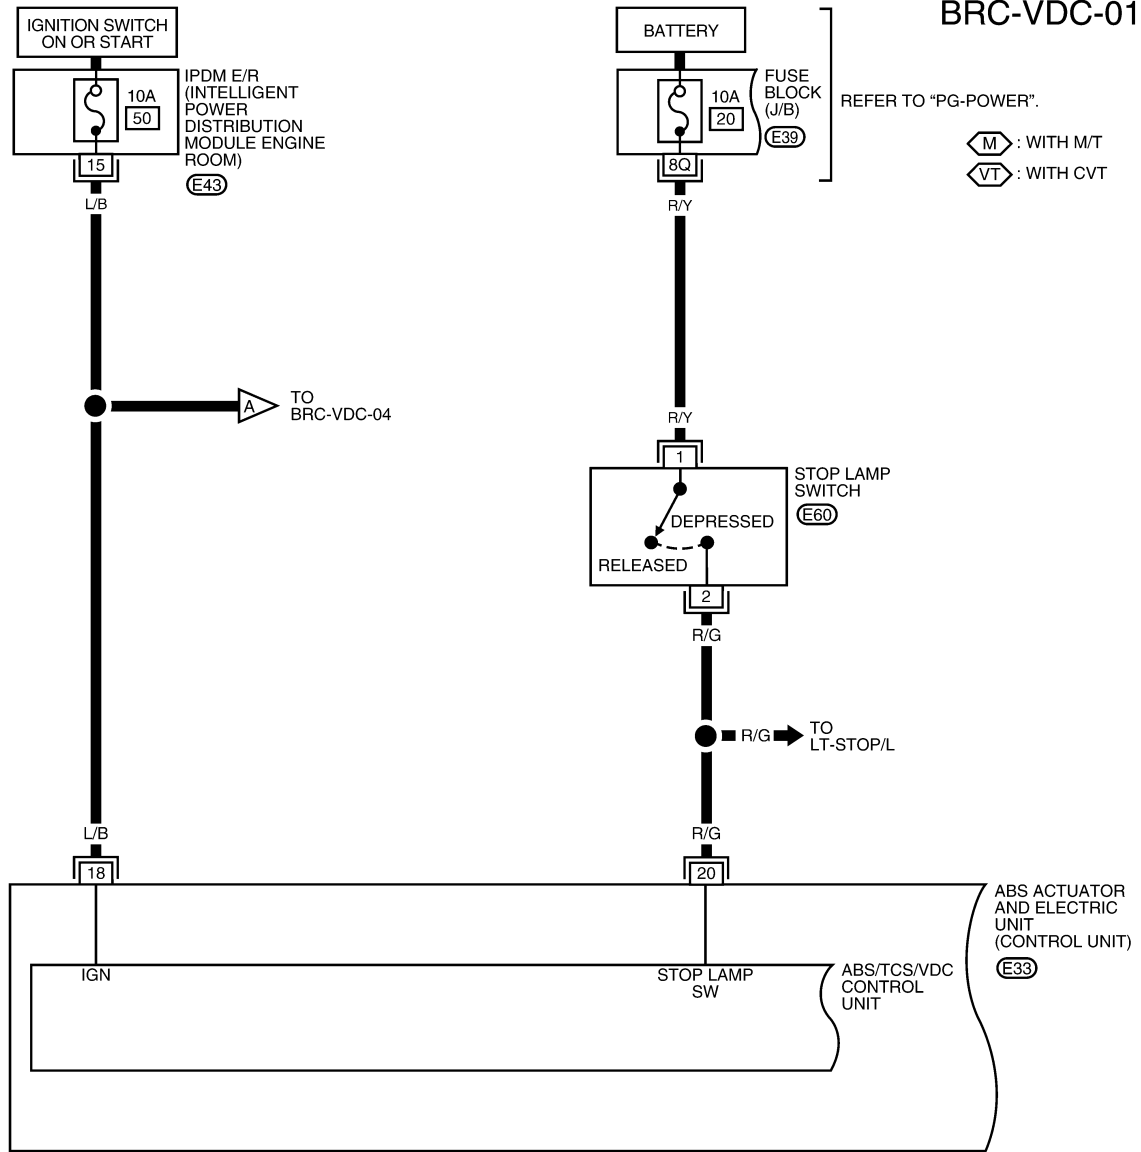 BRC-VDC-01
IGNITION SWITCH
ON OR START
BATTERY
IPDM E/R
(INTELLIGENT
POWER
DISTRIBUTION
MODULE ENGINE
ROOM)
E43
10A
50
15
L/B
FUSE
BLOCK
(J/B)
E39
10A
20
8Q
R/Y
REFER TO “PG-POWER”.
M : WITH M/T
VT : WITH CVT
A
TO
BRC-VDC-04
R/Y
1
STOP LAMP
SWITCH
E60
DEPRESSED
RELEASED
2
R/G
R/G
TO
LT-STOP/L
L/B
R/G
18
20
ABS ACTUATOR
AND ELECTRIC
UNIT
(CONTROL UNIT)
E33
IGN
STOP LAMP
SW
ABS/TCS/VDC
CONTROL
UNIT